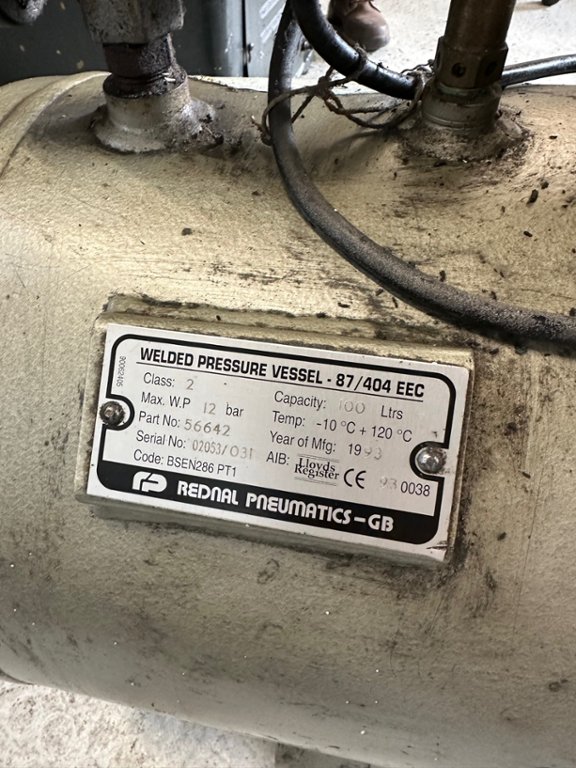 WELDED PRESSURE VESSEL - 87/404 EEC
Class: 2 Capacity: 100 Ltrs
Max. W.P 12 bar Temp: -10 °C + 120 °C
Part No: 56642 Year of Mfg: 1993
Serial No: 02053/031 AIB: Lloyds Register CE 93 0038
Code: BSEN286 PT1
REDNAL PNEUMATICS-GB